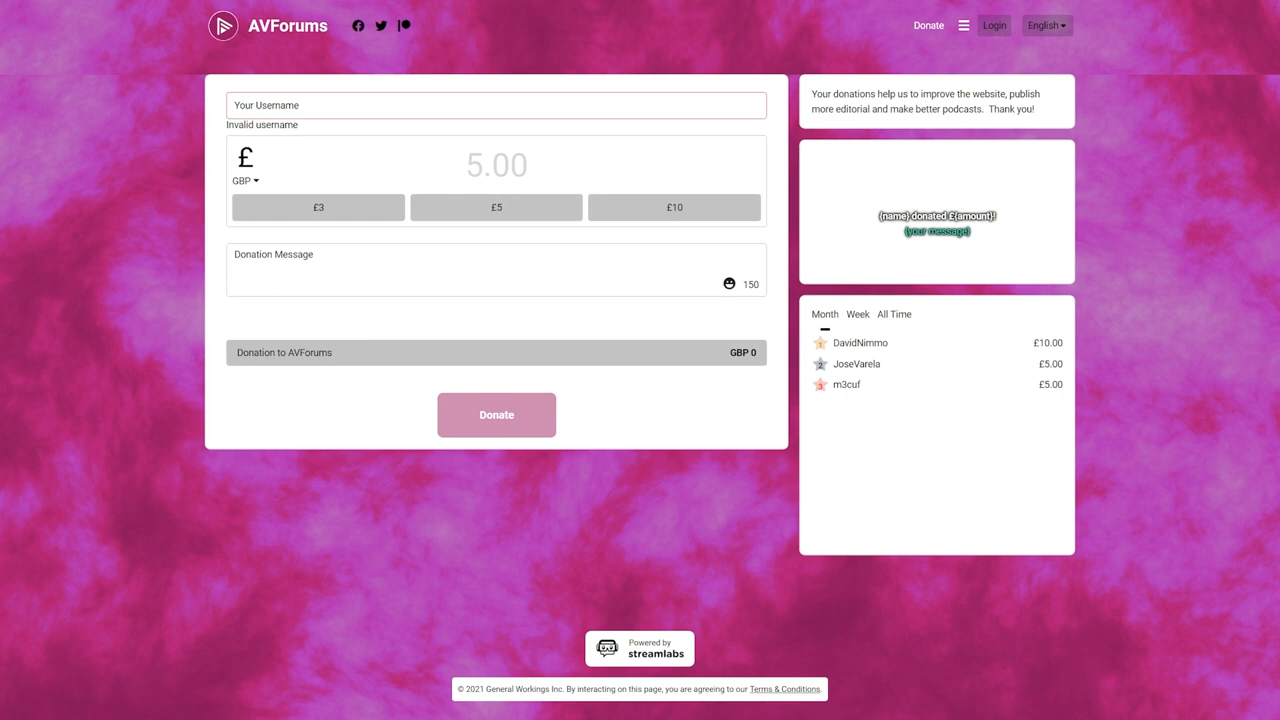 AVForums
Donate
Login
English
Your Username
Invalid username
£
5.00
GBP
£3
£5
£10
Donation Message
150
Donation to AVForums
GBP 0
Donate
Your donations help us to improve the website, publish
more editorial and make better podcasts. Thank you!
{name} donated £{amount}!
{your message}
Month Week All Time
1 DavidNimmo £10.00
2 JoseVarela £5.00
3 m3cuf £5.00
Powered by
streamlabs
© 2021 General Workings Inc. By interacting on this page, you are agreeing to our Terms & Conditions.